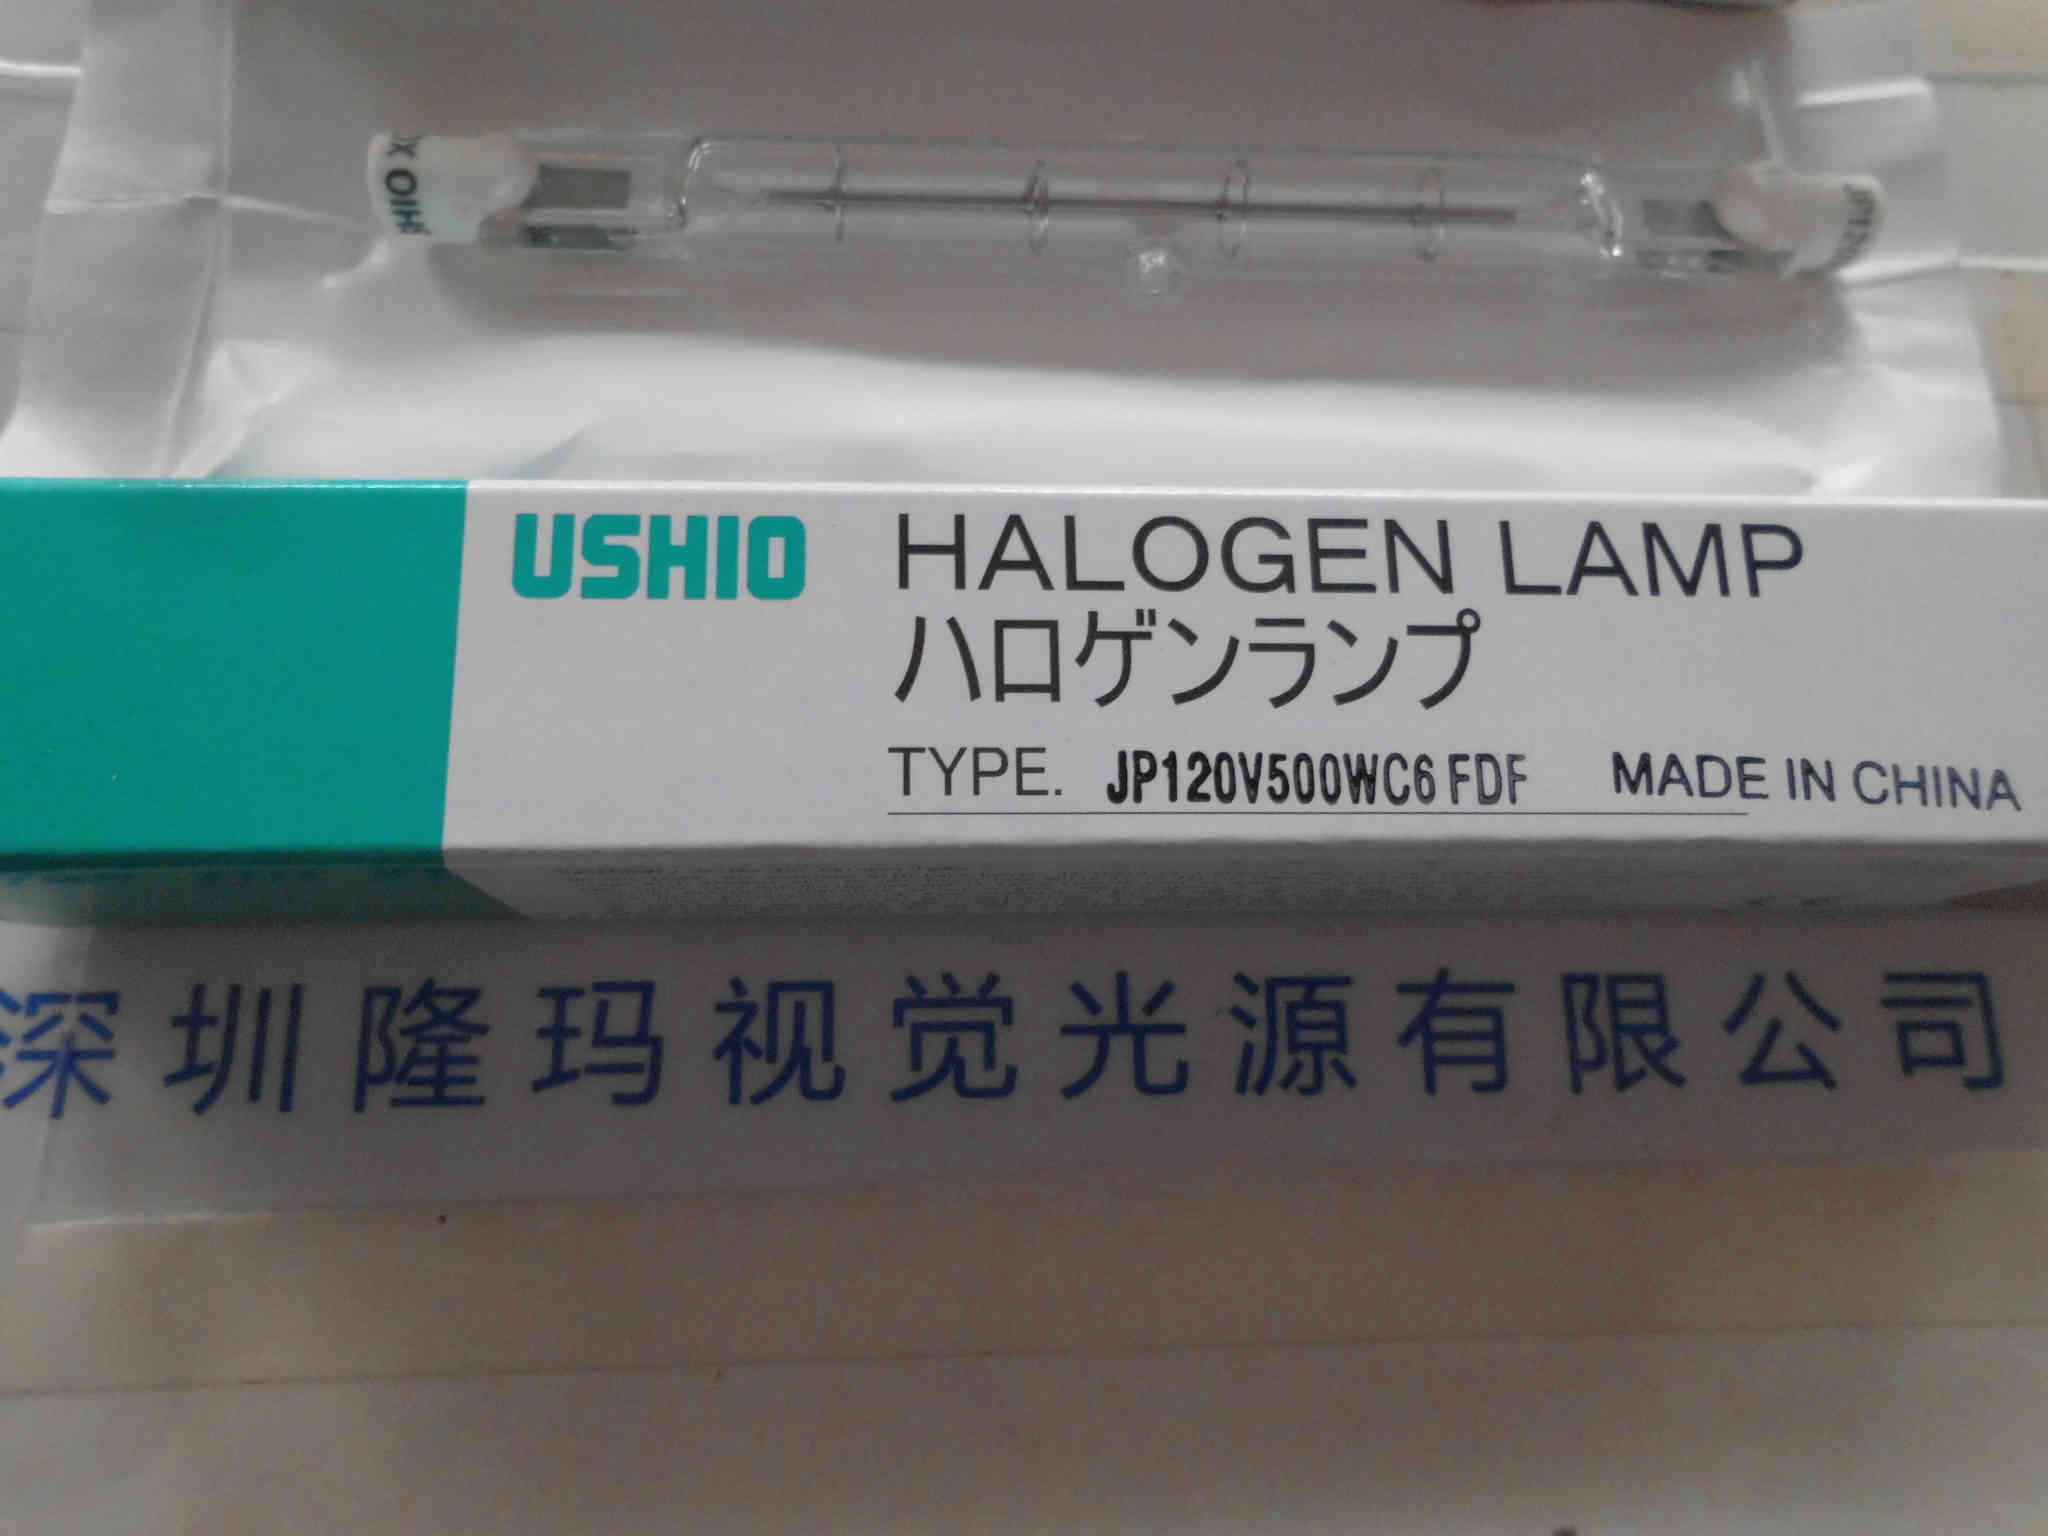 USHIO
HALOGEN LAMP
ハロゲンランプ
TYPE. JP120V500WC6 FDF MADE IN CHINA
深圳隆玛视觉光源有限公司